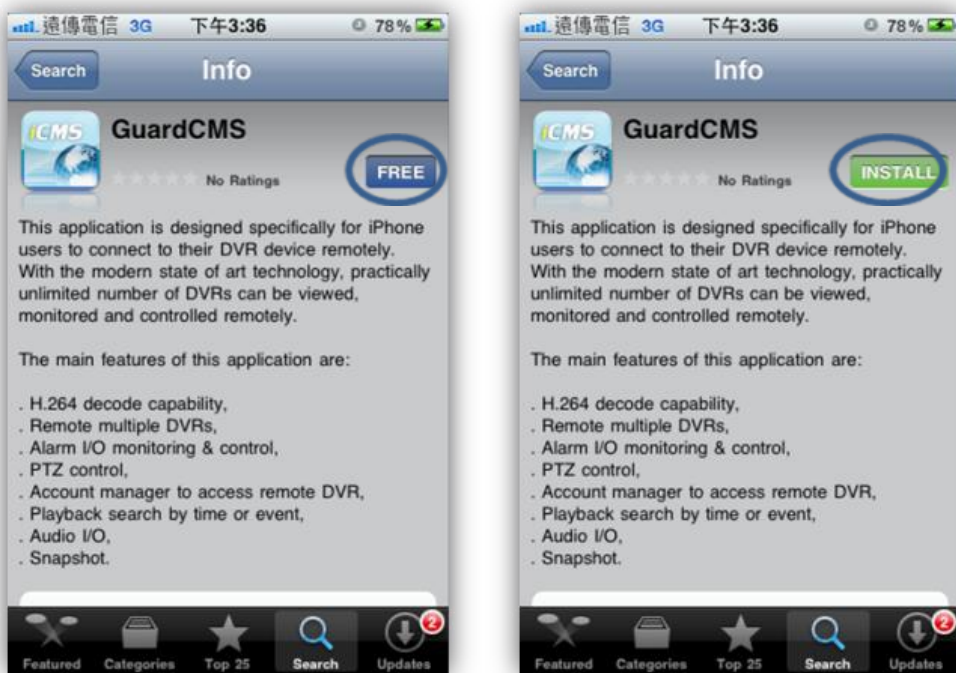 遠傳電信 3G 下午3:36 78%
Search Info
iCMS
GuardCMS
No Ratings
FREE
This application is designed specifically for iPhone
users to connect to their DVR device remotely.
With the modern state of art technology, practically
unlimited number of DVRs can be viewed,
monitored and controlled remotely.
The main features of this application are:
. H.264 decode capability,
. Remote multiple DVRs,
. Alarm I/O monitoring & control,
. PTZ control,
. Account manager to access remote DVR,
. Playback search by time or event,
. Audio I/O,
. Snapshot.
2
Featured Categories Top 25 Search Updates
遠傳電信 3G 下午3:36 78%
Search Info
iCMS
GuardCMS
No Ratings
INSTALL
This application is designed specifically for iPhone
users to connect to their DVR device remotely.
With the modern state of art technology, practically
unlimited number of DVRs can be viewed,
monitored and controlled remotely.
The main features of this application are:
. H.264 decode capability,
. Remote multiple DVRs,
. Alarm I/O monitoring & control,
. PTZ control,
. Account manager to access remote DVR,
. Playback search by time or event,
. Audio I/O,
. Snapshot.
2
Featured Categories Top 25 Search Updates